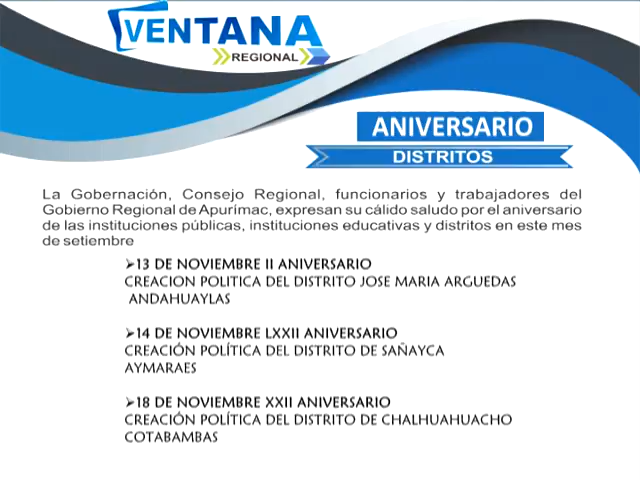 VENTANA
REGIONAL
ANIVERSARIO
DISTRITOS
La Gobernación, Consejo Regional, funcionarios y trabajadores del
Gobierno Regional de Apurímac, expresan su cálido saludo por el aniversario
de las instituciones públicas, instituciones educativas y distritos en este mes
de setiembre
➢13 DE NOVIEMBRE II ANIVERSARIO
CREACION POLITICA DEL DISTRITO JOSE MARIA ARGUEDAS
ANDAHUAYLAS
➢14 DE NOVIEMBRE LXXII ANIVERSARIO
CREACIÓN POLÍTICA DEL DISTRITO DE SAÑAYCA
AYMARAES
➢18 DE NOVIEMBRE XXII ANIVERSARIO
CREACIÓN POLÍTICA DEL DISTRITO DE CHALHUAHUACHO
COTABAMBAS